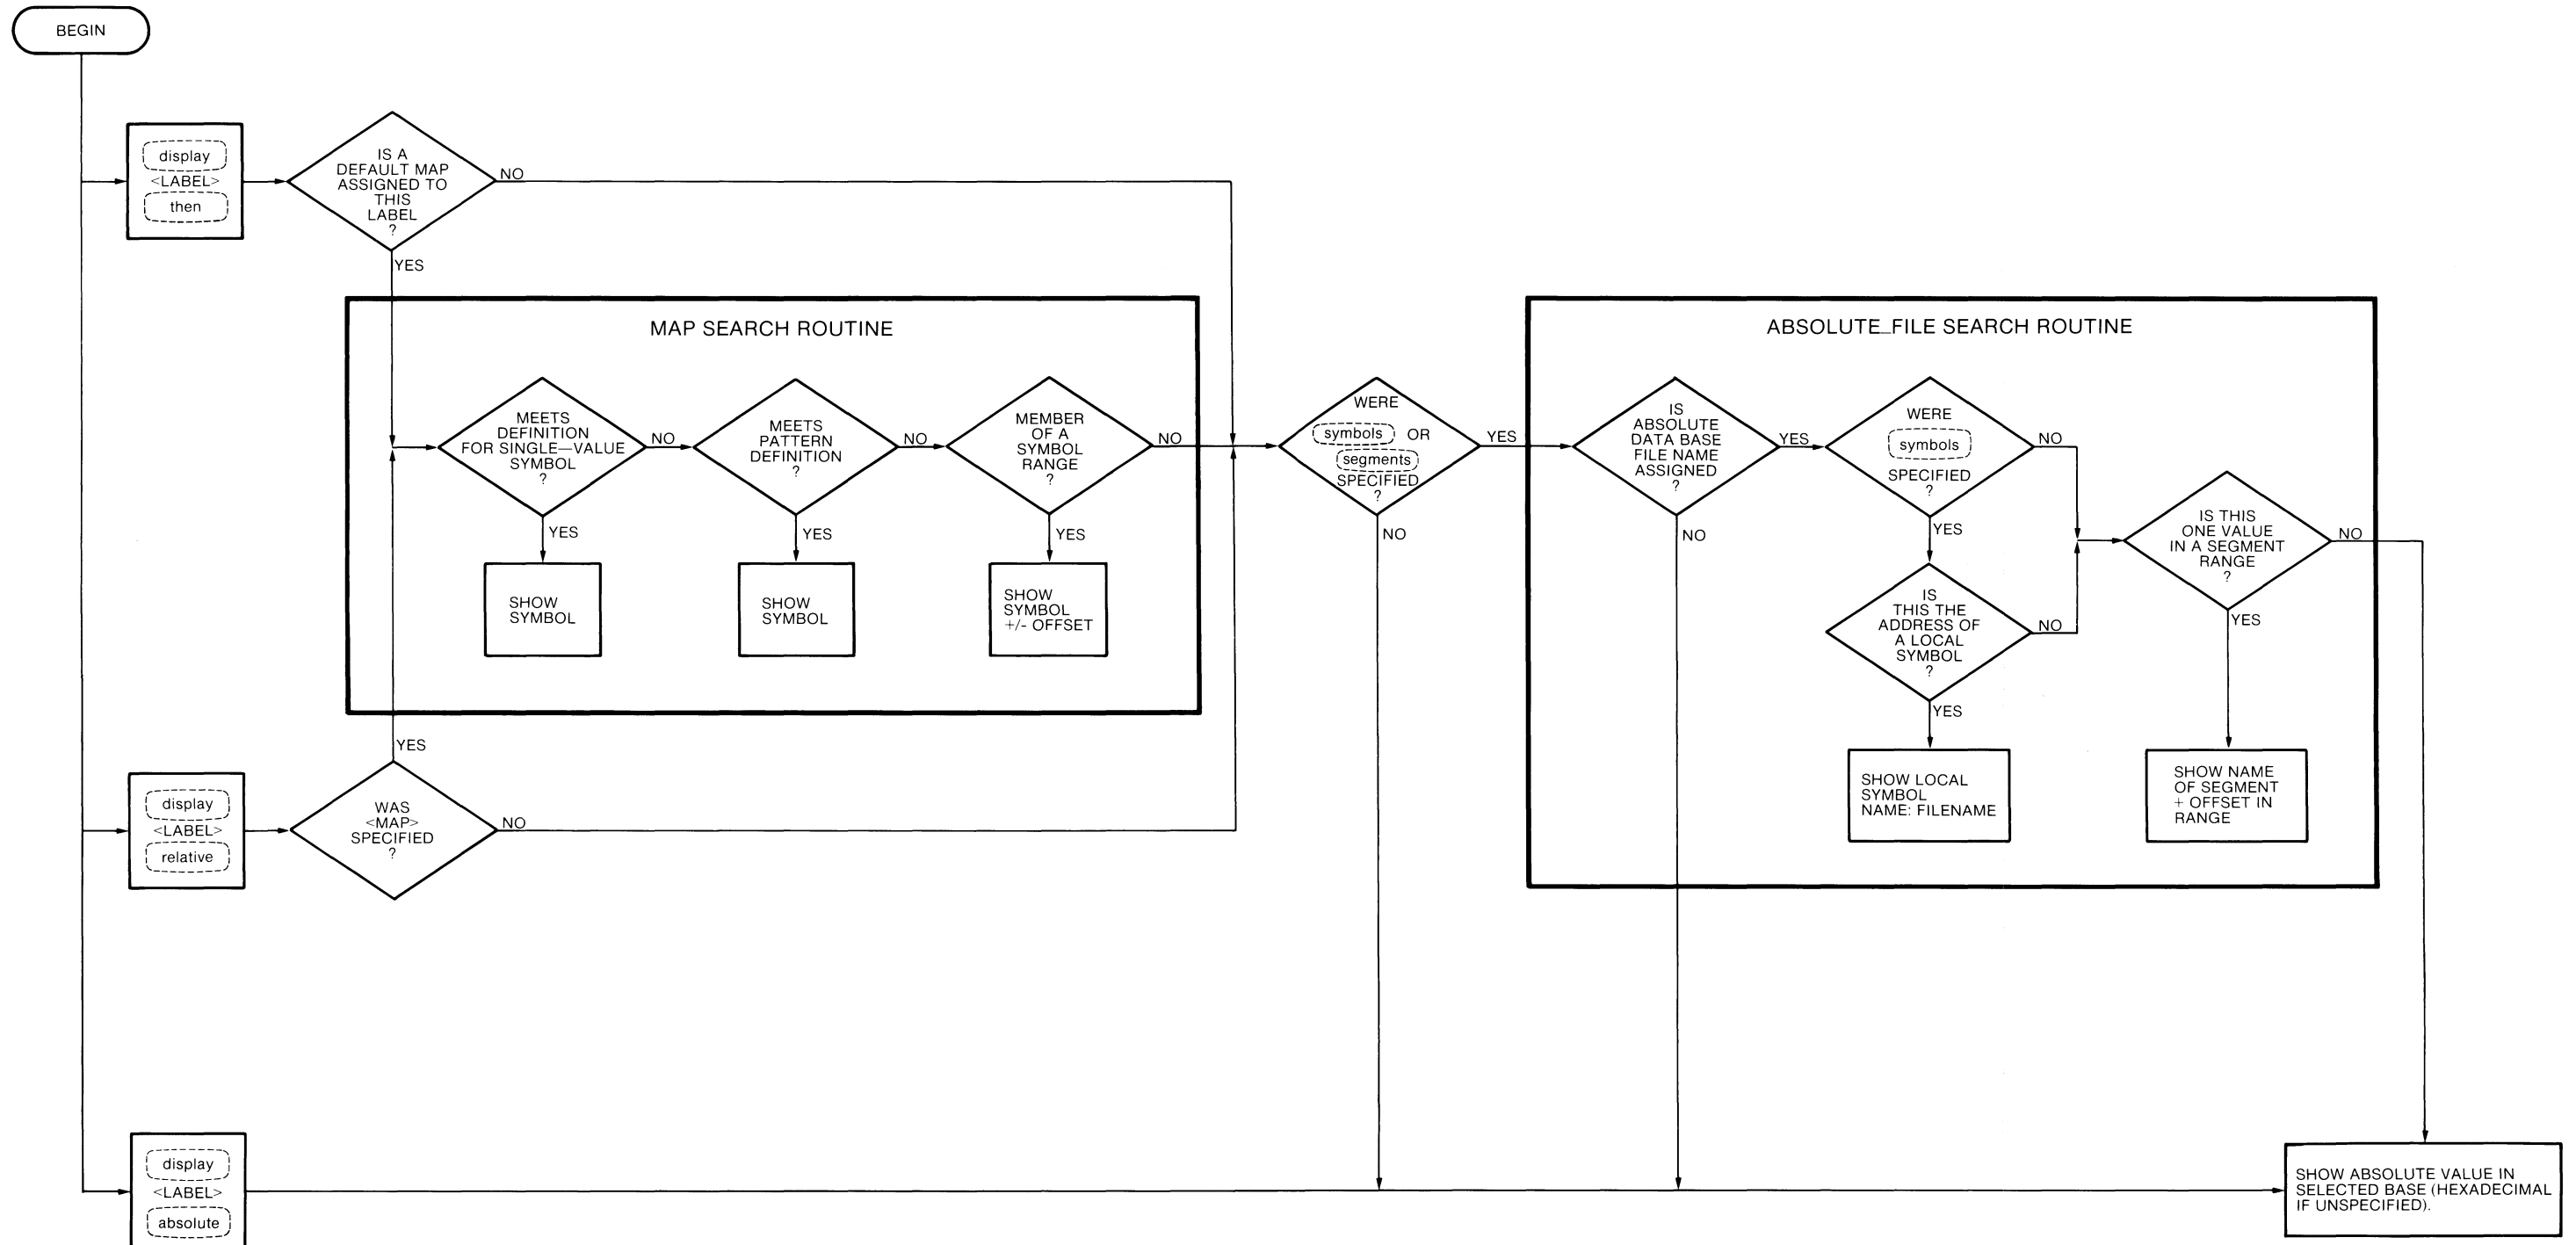 BEGIN
display
<LABEL>
then
IS A
DEFAULT MAP
ASSIGNED TO
THIS
LABEL
?
NO
YES
MAP SEARCH ROUTINE
MEETS
DEFINITION
FOR SINGLE—VALUE
SYMBOL
?
NO
YES
SHOW
SYMBOL
MEETS
PATTERN
DEFINITION
?
NO
YES
SHOW
SYMBOL
MEMBER
OF A
SYMBOL
RANGE
?
NO
YES
SHOW
SYMBOL
+/- OFFSET
WERE
symbols OR
segments
SPECIFIED
?
YES
NO
ABSOLUTE_FILE SEARCH ROUTINE
IS
ABSOLUTE
DATA BASE
FILE NAME
ASSIGNED
?
YES
NO
WERE
symbols
SPECIFIED
?
NO
YES
IS
THIS THE
ADDRESS OF
A LOCAL
SYMBOL
?
NO
YES
SHOW LOCAL
SYMBOL
NAME: FILENAME
IS THIS
ONE VALUE
IN A SEGMENT
RANGE
?
NO
YES
SHOW NAME
OF SEGMENT
+ OFFSET IN
RANGE
display
<LABEL>
relative
YES
WAS
<MAP>
SPECIFIED
?
NO
display
<LABEL>
absolute
SHOW ABSOLUTE VALUE IN
SELECTED BASE (HEXADECIMAL
IF UNSPECIFIED).